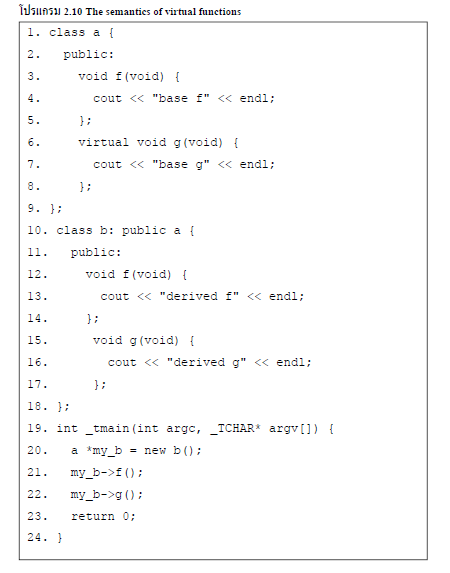 โปรแกรม 2.10 The semantics of virtual functions
1. class a {
2.   public:
3.     void f(void) {
4.       cout << "base f" << endl;
5.     };
6.     virtual void g(void) {
7.       cout << "base g" << endl;
8.     };
9. };
10. class b: public a {
11.   public:
12.     void f(void) {
13.       cout << "derived f" << endl;
14.     };
15.      void g(void) {
16.        cout << "derived g" << endl;
17.      };
18. };
19. int _tmain(int argc, _TCHAR* argv[]) {
20.   a *my_b = new b();
21.   my_b->f();
22.   my_b->g();
23.   return 0;
24. }